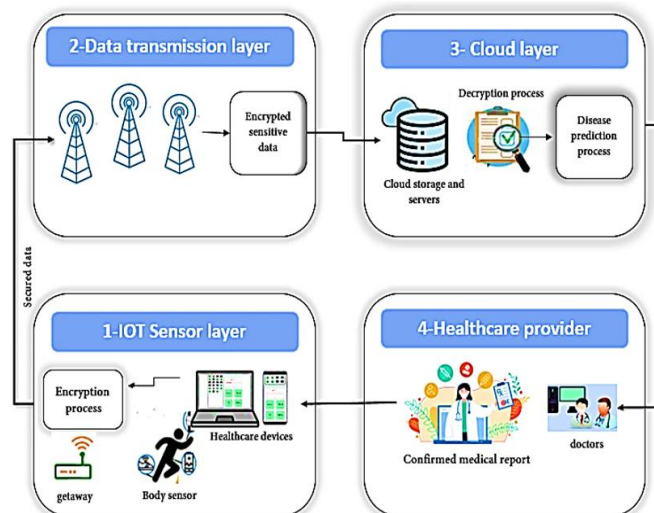 2-Data transmission layer
Encrypted
sensitive
data
3- Cloud layer
Decryption process
Disease
prediction
process
Cloud storage and
servers
Secured data
1-IOT Sensor layer
Encryption
process
Healthcare devices
getaway
Body sensor
4-Healthcare provider
Confirmed medical report
doctors